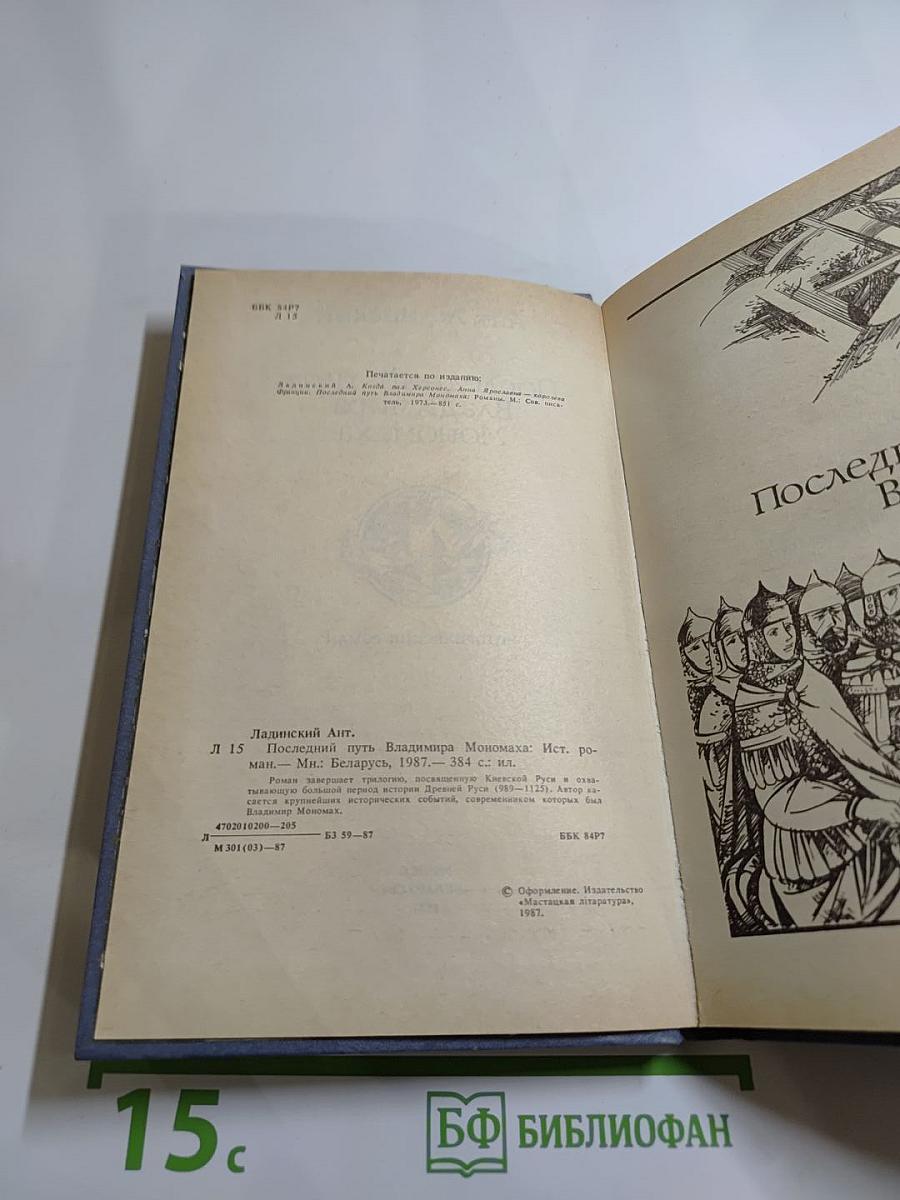 ББК 84Р7
Л 15
Печатается по изданию:
Ладинский А. Когда пал Херсонес. Анна Ярославна — королева
Франции. Последний путь Владимира Мономаха: Романы. М.: Сов. писа-
тель, 1973.—851 с.
Ладинский Ант.
Л 15 Последний путь Владимира Мономаха: Ист. ро-
ман.— Мн.: Беларусь, 1987.— 384 с.: ил.
Роман завершает трилогию, посвященную Киевской Руси и охва-
тывающую большой период истории Древней Руси (989—1125). Автор ка-
сается крупнейших исторических событий, современником которых был
Владимир Мономах.
Л 4702010200—205 БЗ 59—87 ББК 84Р7
М 301(03)—87
© Оформление. Издательство
«Мастацкая літаратура»,
1987.
Последн
В
15 с
БФ БИБЛИОФАН